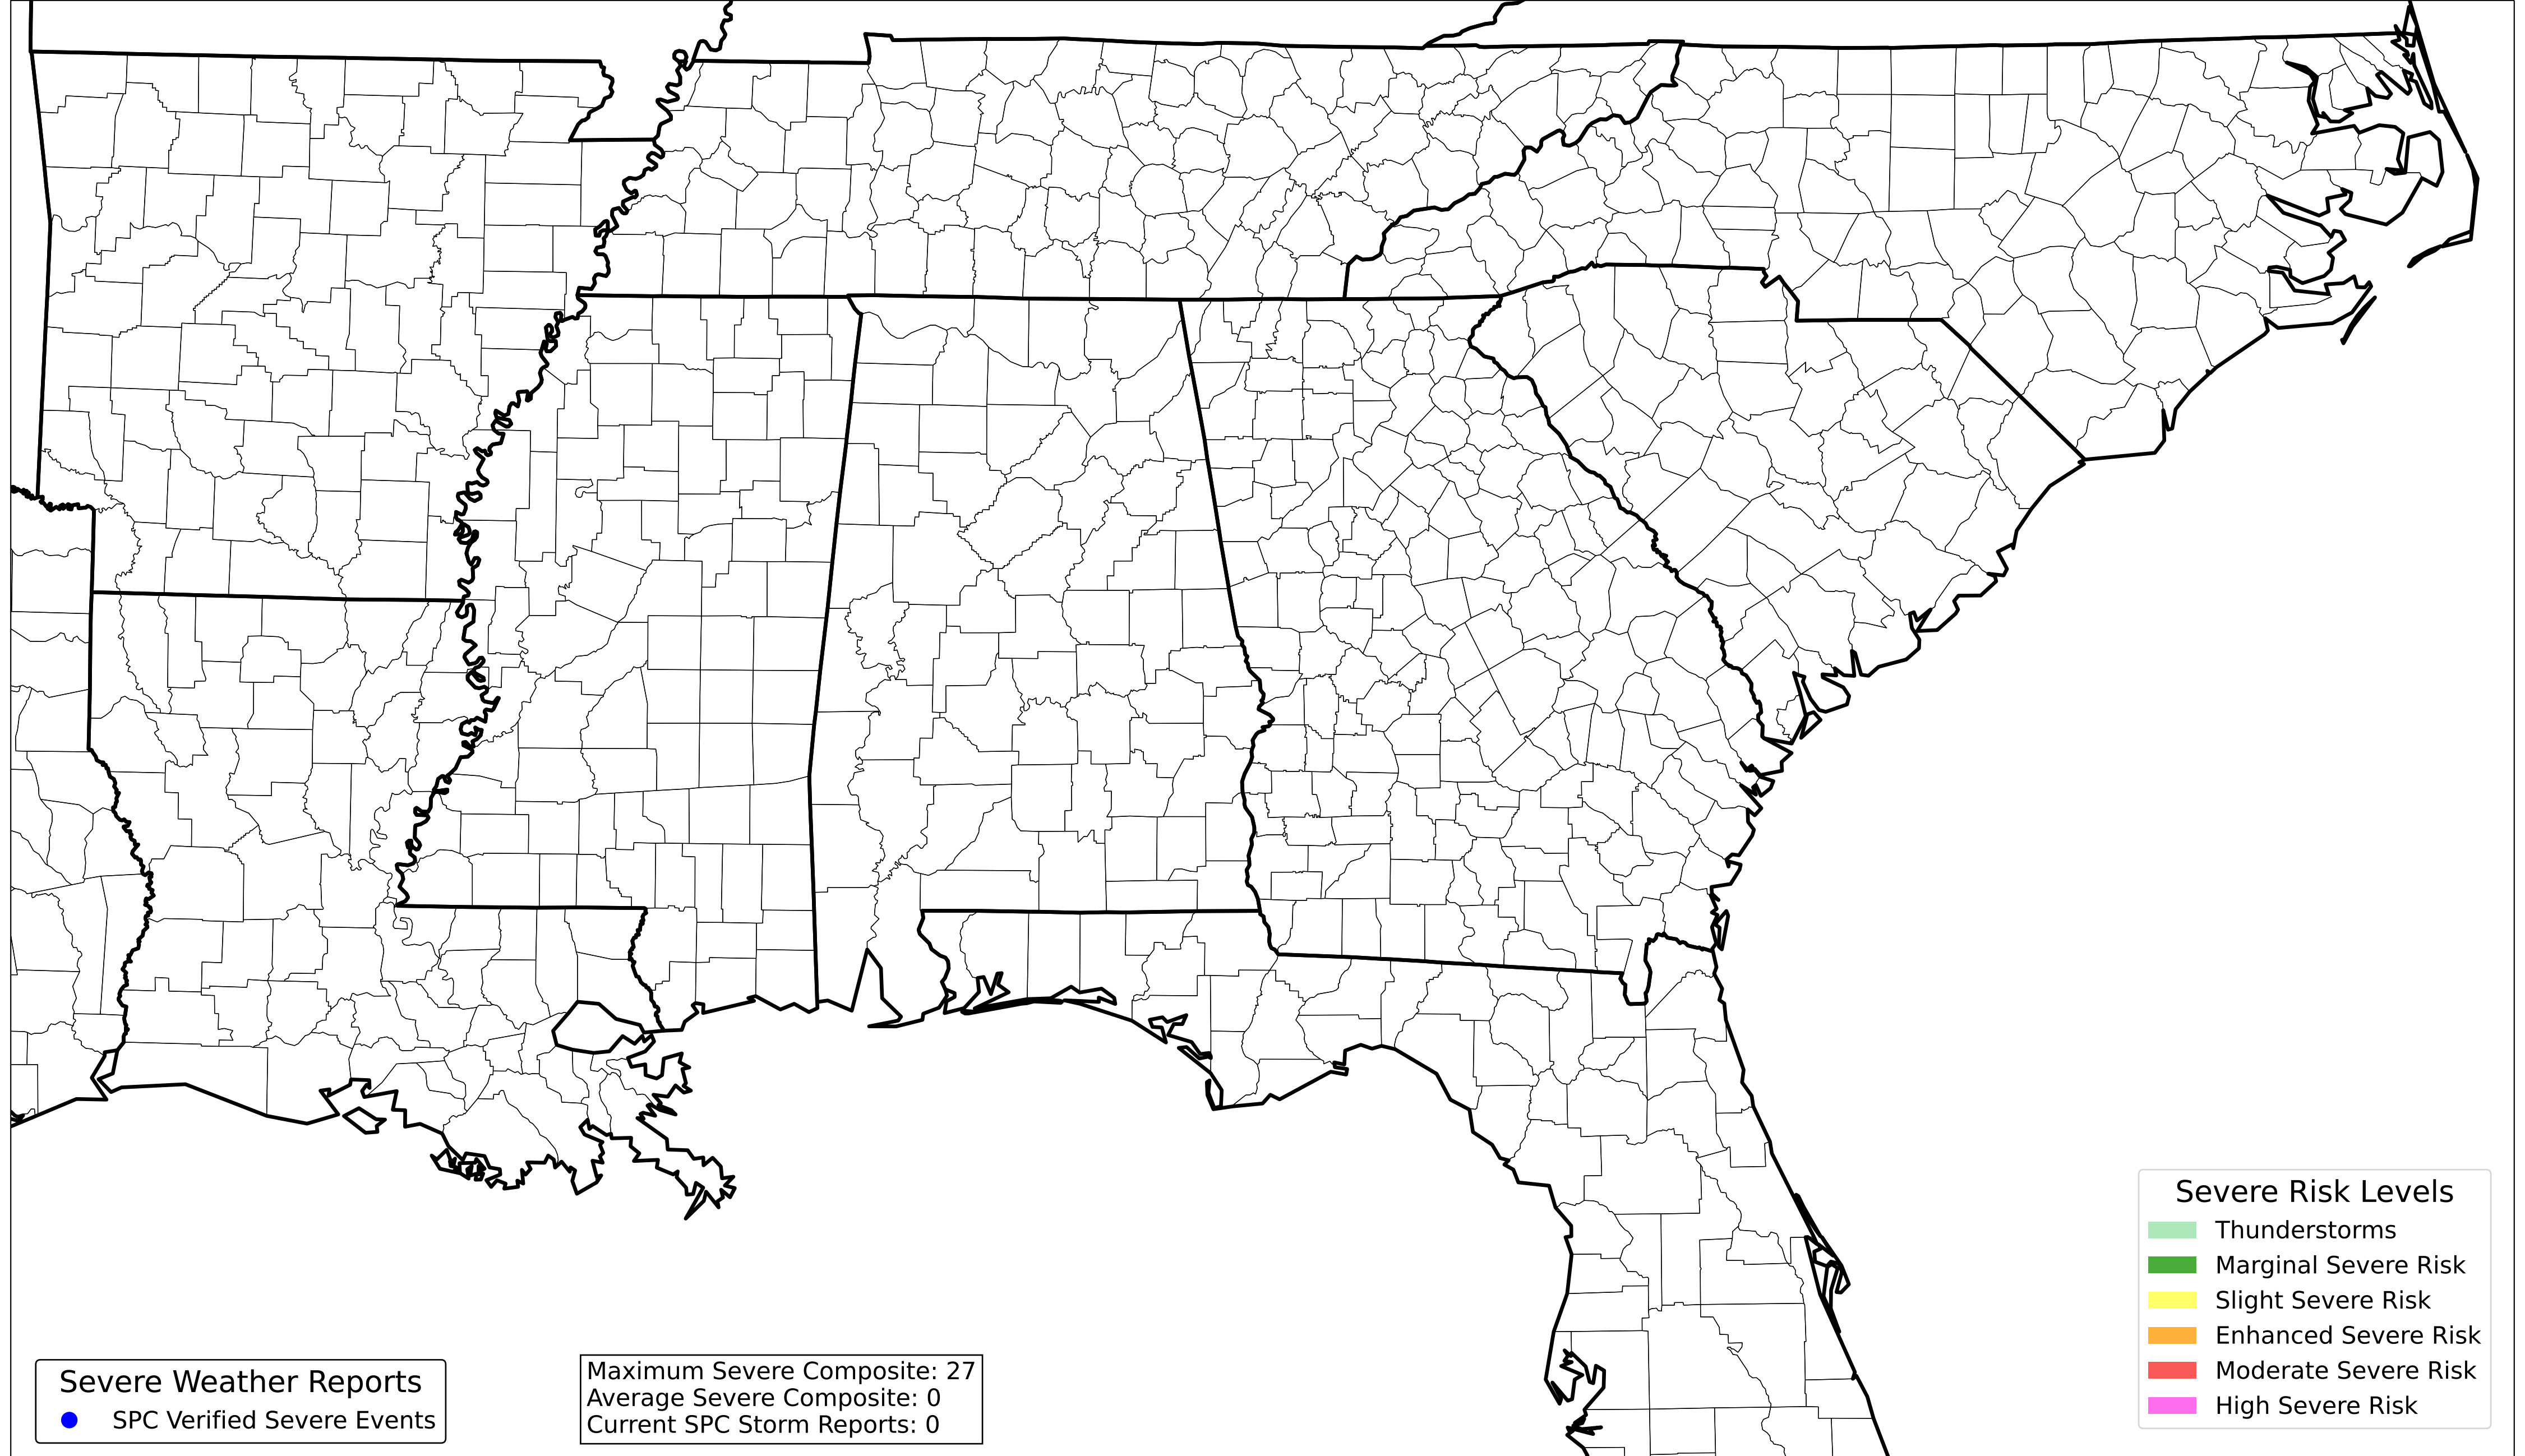 Severe Weather Reports
SPC Verified Severe Events
Maximum Severe Composite: 27
Average Severe Composite: 0
Current SPC Storm Reports: 0
Severe Risk Levels
Thunderstorms
Marginal Severe Risk
Slight Severe Risk
Enhanced Severe Risk
Moderate Severe Risk
High Severe Risk